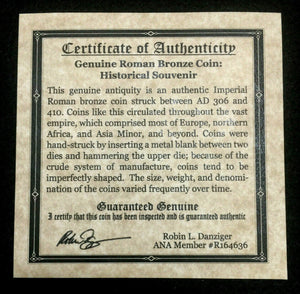 Certificate of Authenticity
Genuine Roman Bronze Coin:
Historical Souvenir
This genuine antiquity is an authentic Imperial
Roman bronze coin struck between AD 306 and
410. Coins like this circulated throughout the vast
empire, which comprised most of Europe, northern
Africa, and Asia Minor, and beyond. Coins were
hand-struck by inserting a metal blank between two
dies and hammering the upper die; because of the
crude system of manufacture, coins tend to be
imperfectly shaped. The size, weight, and denomi-
nation of the coins varied frequently over time.
Guaranteed Genuine
I certify that this coin has been inspected and is guaranteed authentic
Robin L. Danziger
ANA Member #R164636